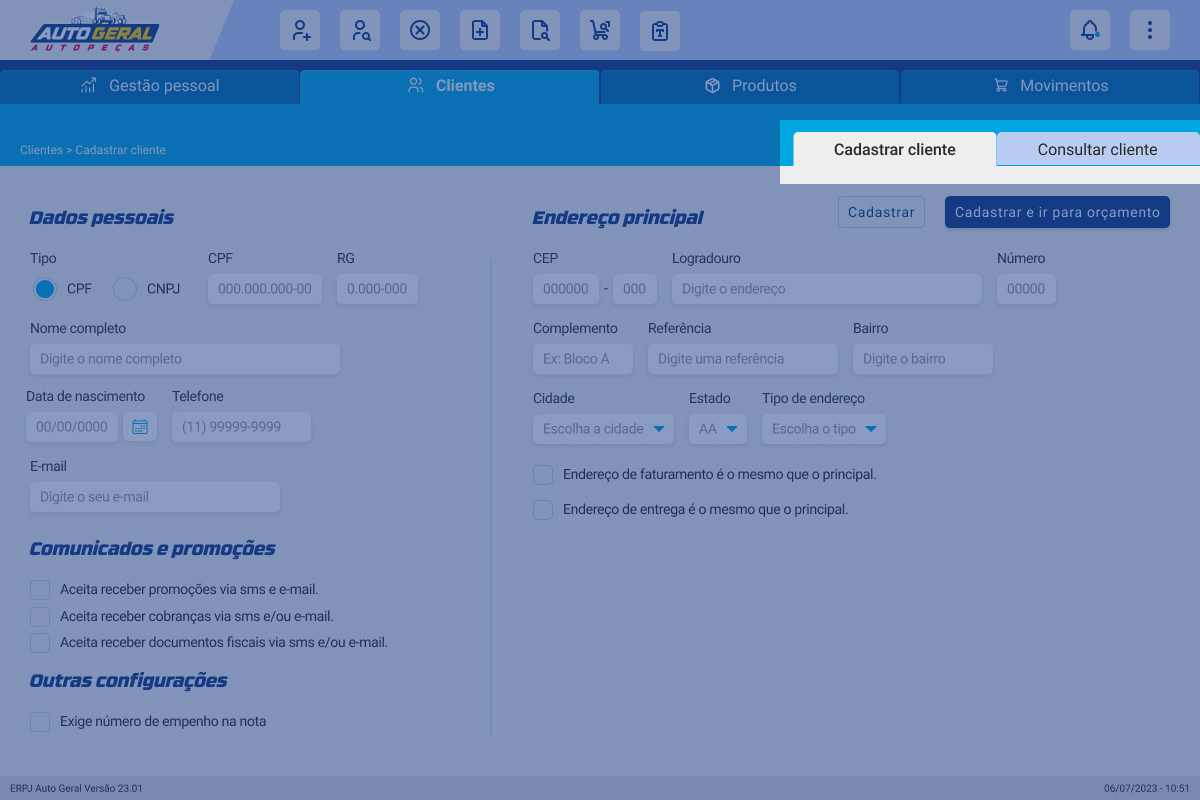 AUTO GERAL
AUTOPEÇAS
Gestão pessoal
Clientes
Produtos
Movimentos
Clientes > Cadastrar cliente
Cadastrar cliente
Consultar cliente
Dados pessoais
Endereço principal
Cadastrar
Cadastrar e ir para orçamento
Tipo
CPF
RG
CEP
Logradouro
Número
CPF
CNPJ
000.000.000-00
0.000-000
000000
-
000
Digite o endereço
00000
Nome completo
Complemento
Referência
Bairro
Digite o nome completo
Ex: Bloco A
Digite uma referência
Digite o bairro
Data de nascimento
Telefone
Cidade
Estado
Tipo de endereço
00/00/0000
(11) 99999-9999
Escolha a cidade
AA
Escolha o tipo
E-mail
Endereço de faturamento é o mesmo que o principal.
Digite o seu e-mail
Endereço de entrega é o mesmo que o principal.
Comunicados e promoções
Aceita receber promoções via sms e e-mail.
Aceita receber cobranças via sms e/ou e-mail.
Aceita receber documentos fiscais via sms e/ou e-mail.
Outras configurações
Exige número de empenho na nota
ERPJ Auto Geral Versão 23.01
06/07/2023 - 10:51